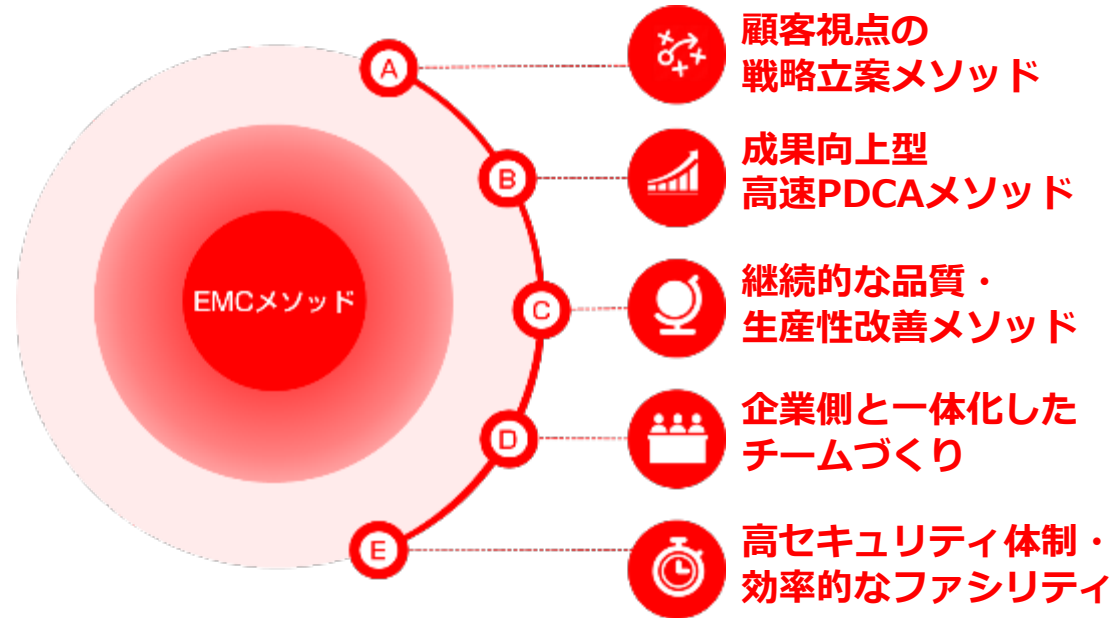 EMCメソッド
A
顧客視点の
戦略立案メソッド
B
成果向上型
高速PDCAメソッド
C
継続的な品質・
生産性改善メソッド
D
企業側と一体化した
チームづくり
E
高セキュリティ体制・
効率的なファシリティ